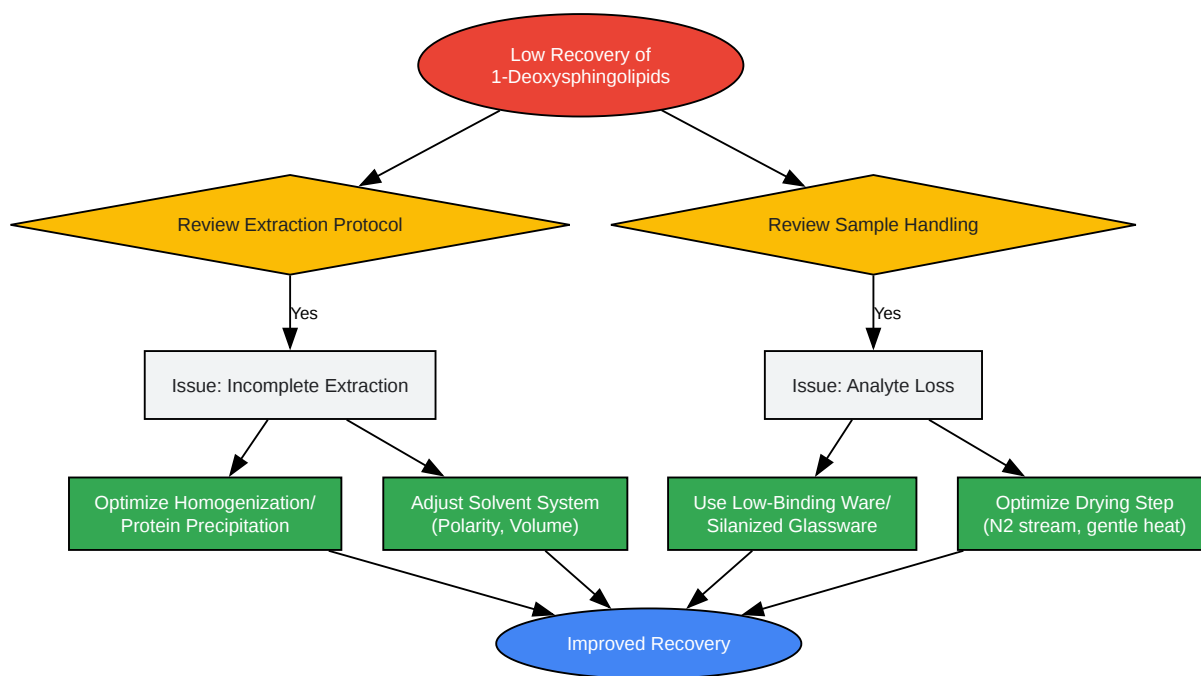 Low Recovery of
1-Deoxysphingolipids
Review Extraction Protocol
Review Sample Handling
Yes
Yes
Issue: Incomplete Extraction
Issue: Analyte Loss
Optimize Homogenization/
Protein Precipitation
Adjust Solvent System
(Polarity, Volume)
Use Low-Binding Ware/
Silanized Glassware
Optimize Drying Step
(N2 stream, gentle heat)
Improved Recovery